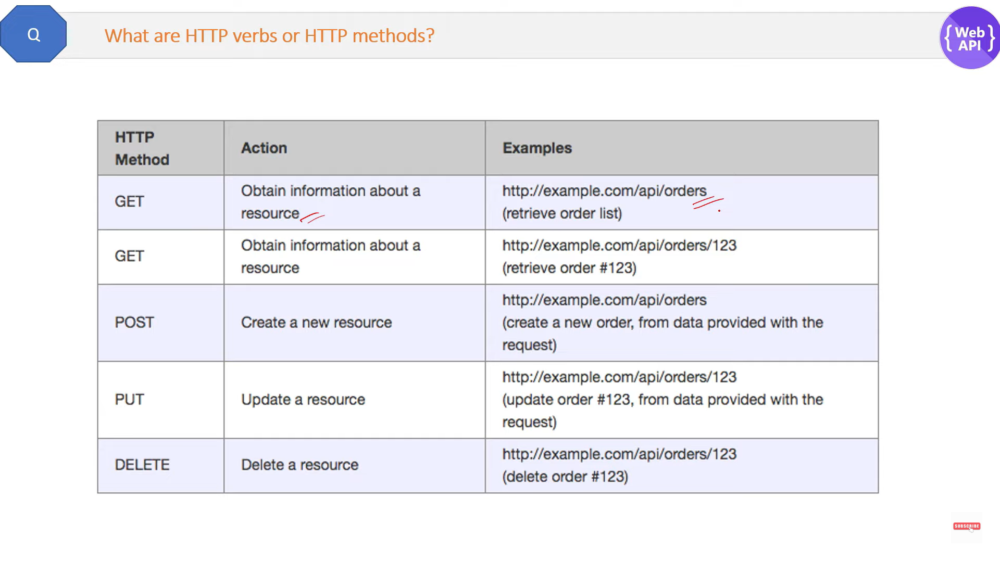 Q
What are HTTP verbs or HTTP methods?
{ Web API }
HTTP Method
Action
Examples
GET
Obtain information about a
resource
http://example.com/api/orders
(retrieve order list)
GET
Obtain information about a
resource
http://example.com/api/orders/123
(retrieve order #123)
POST
Create a new resource
http://example.com/api/orders
(create a new order, from data provided with the
request)
PUT
Update a resource
http://example.com/api/orders/123
(update order #123, from data provided with the
request)
DELETE
Delete a resource
http://example.com/api/orders/123
(delete order #123)
SUBSCRIBE